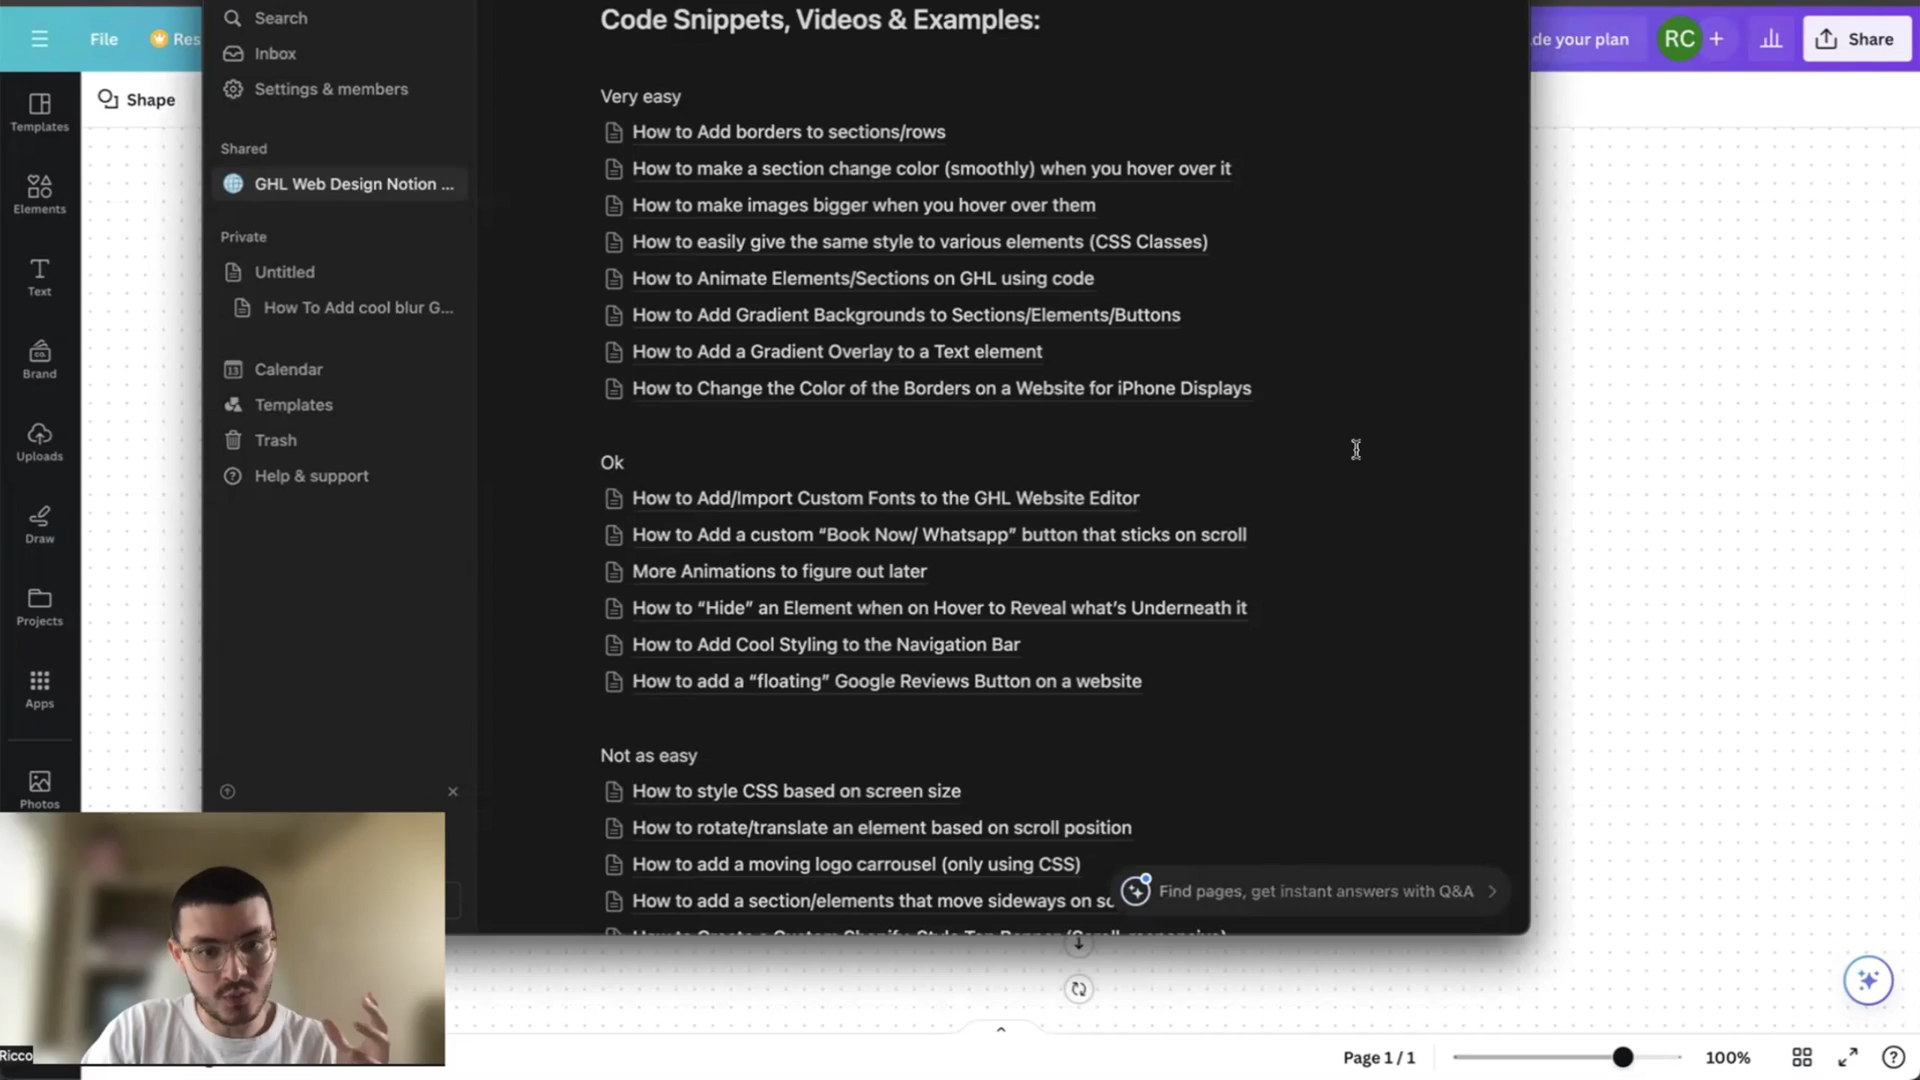 File
Res
de your plan
RC
Share
Shape
Templates
Elements
Text
Brand
Uploads
Draw
Projects
Apps
Photos
Search
Inbox
Settings & members
Shared
GHL Web Design Notion ...
Private
Untitled
How To Add cool blur G...
Calendar
Templates
Trash
Help & support
Code Snippets, Videos & Examples:
Very easy
How to Add borders to sections/rows
How to make a section change color (smoothly) when you hover over it
How to make images bigger when you hover over them
How to easily give the same style to various elements (CSS Classes)
How to Animate Elements/Sections on GHL using code
How to Add Gradient Backgrounds to Sections/Elements/Buttons
How to Add a Gradient Overlay to a Text element
How to Change the Color of the Borders on a Website for iPhone Displays
Ok
How to Add/Import Custom Fonts to the GHL Website Editor
How to Add a custom “Book Now/ Whatsapp” button that sticks on scroll
More Animations to figure out later
How to “Hide” an Element when on Hover to Reveal what’s Underneath it
How to Add Cool Styling to the Navigation Bar
How to add a “floating” Google Reviews Button on a website
Not as easy
How to style CSS based on screen size
How to rotate/translate an element based on scroll position
How to add a moving logo carrousel (only using CSS)
How to add a section/elements that move sideways on sc
Find pages, get instant answers with Q&A
Ricco
Page 1 / 1
100%